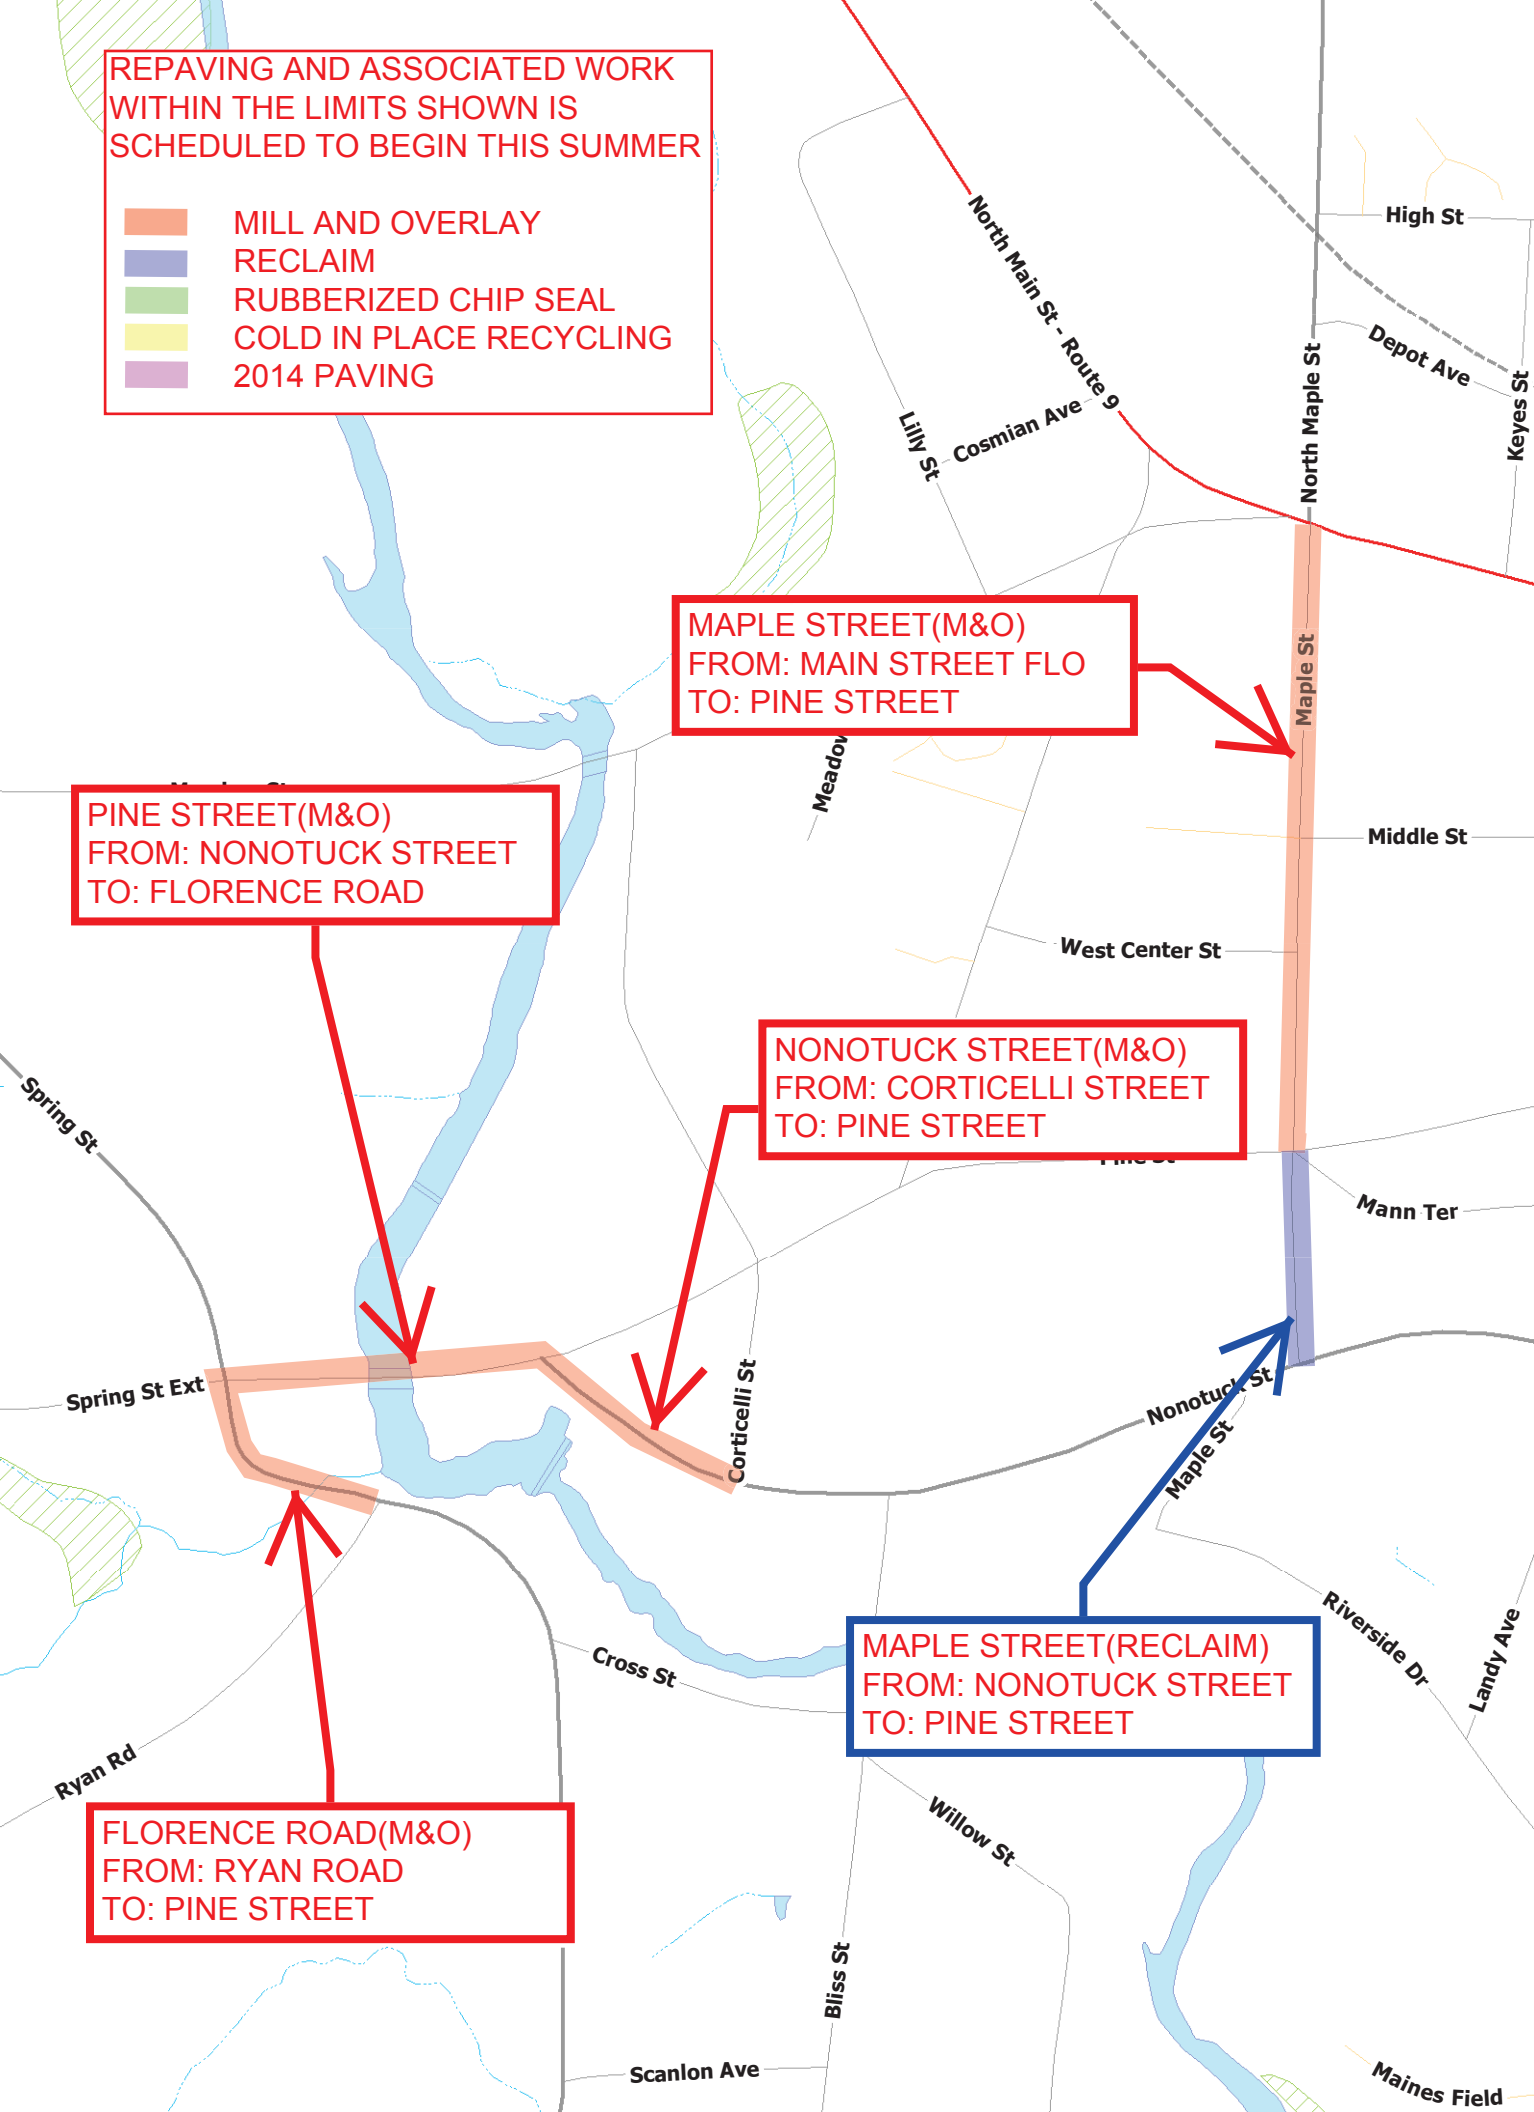 REPAVING AND ASSOCIATED WORK
WITHIN THE LIMITS SHOWN IS
SCHEDULED TO BEGIN THIS SUMMER
MILL AND OVERLAY
RECLAIM
RUBBERIZED CHIP SEAL
COLD IN PLACE RECYCLING
2014 PAVING
North Main St - Route 9
High St
Depot Ave
Keyes St
North Maple St
Lilly St
Cosmian Ave
MAPLE STREET(M&O)
FROM: MAIN STREET FLO
TO: PINE STREET
Maple St
Meadow
PINE STREET(M&O)
FROM: NONOTUCK STREET
TO: FLORENCE ROAD
Middle St
West Center St
NONOTUCK STREET(M&O)
FROM: CORTICELLI STREET
TO: PINE STREET
Spring St
Pine St
Mann Ter
Spring St Ext
Corticelli St
Nonotuck St
Maple St
Riverside Dr
Landy Ave
Cross St
MAPLE STREET(RECLAIM)
FROM: NONOTUCK STREET
TO: PINE STREET
Ryan Rd
FLORENCE ROAD(M&O)
FROM: RYAN ROAD
TO: PINE STREET
Willow St
Bliss St
Scanlon Ave
Maines Field